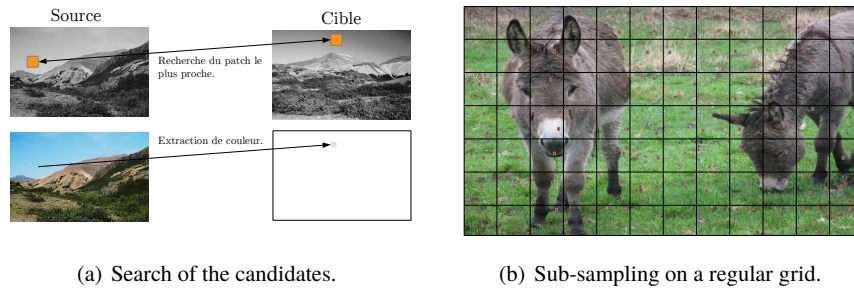 Source
Cible
Recherche du patch le
plus proche.
Extraction de couleur.
(a) Search of the candidates.
(b) Sub-sampling on a regular grid.